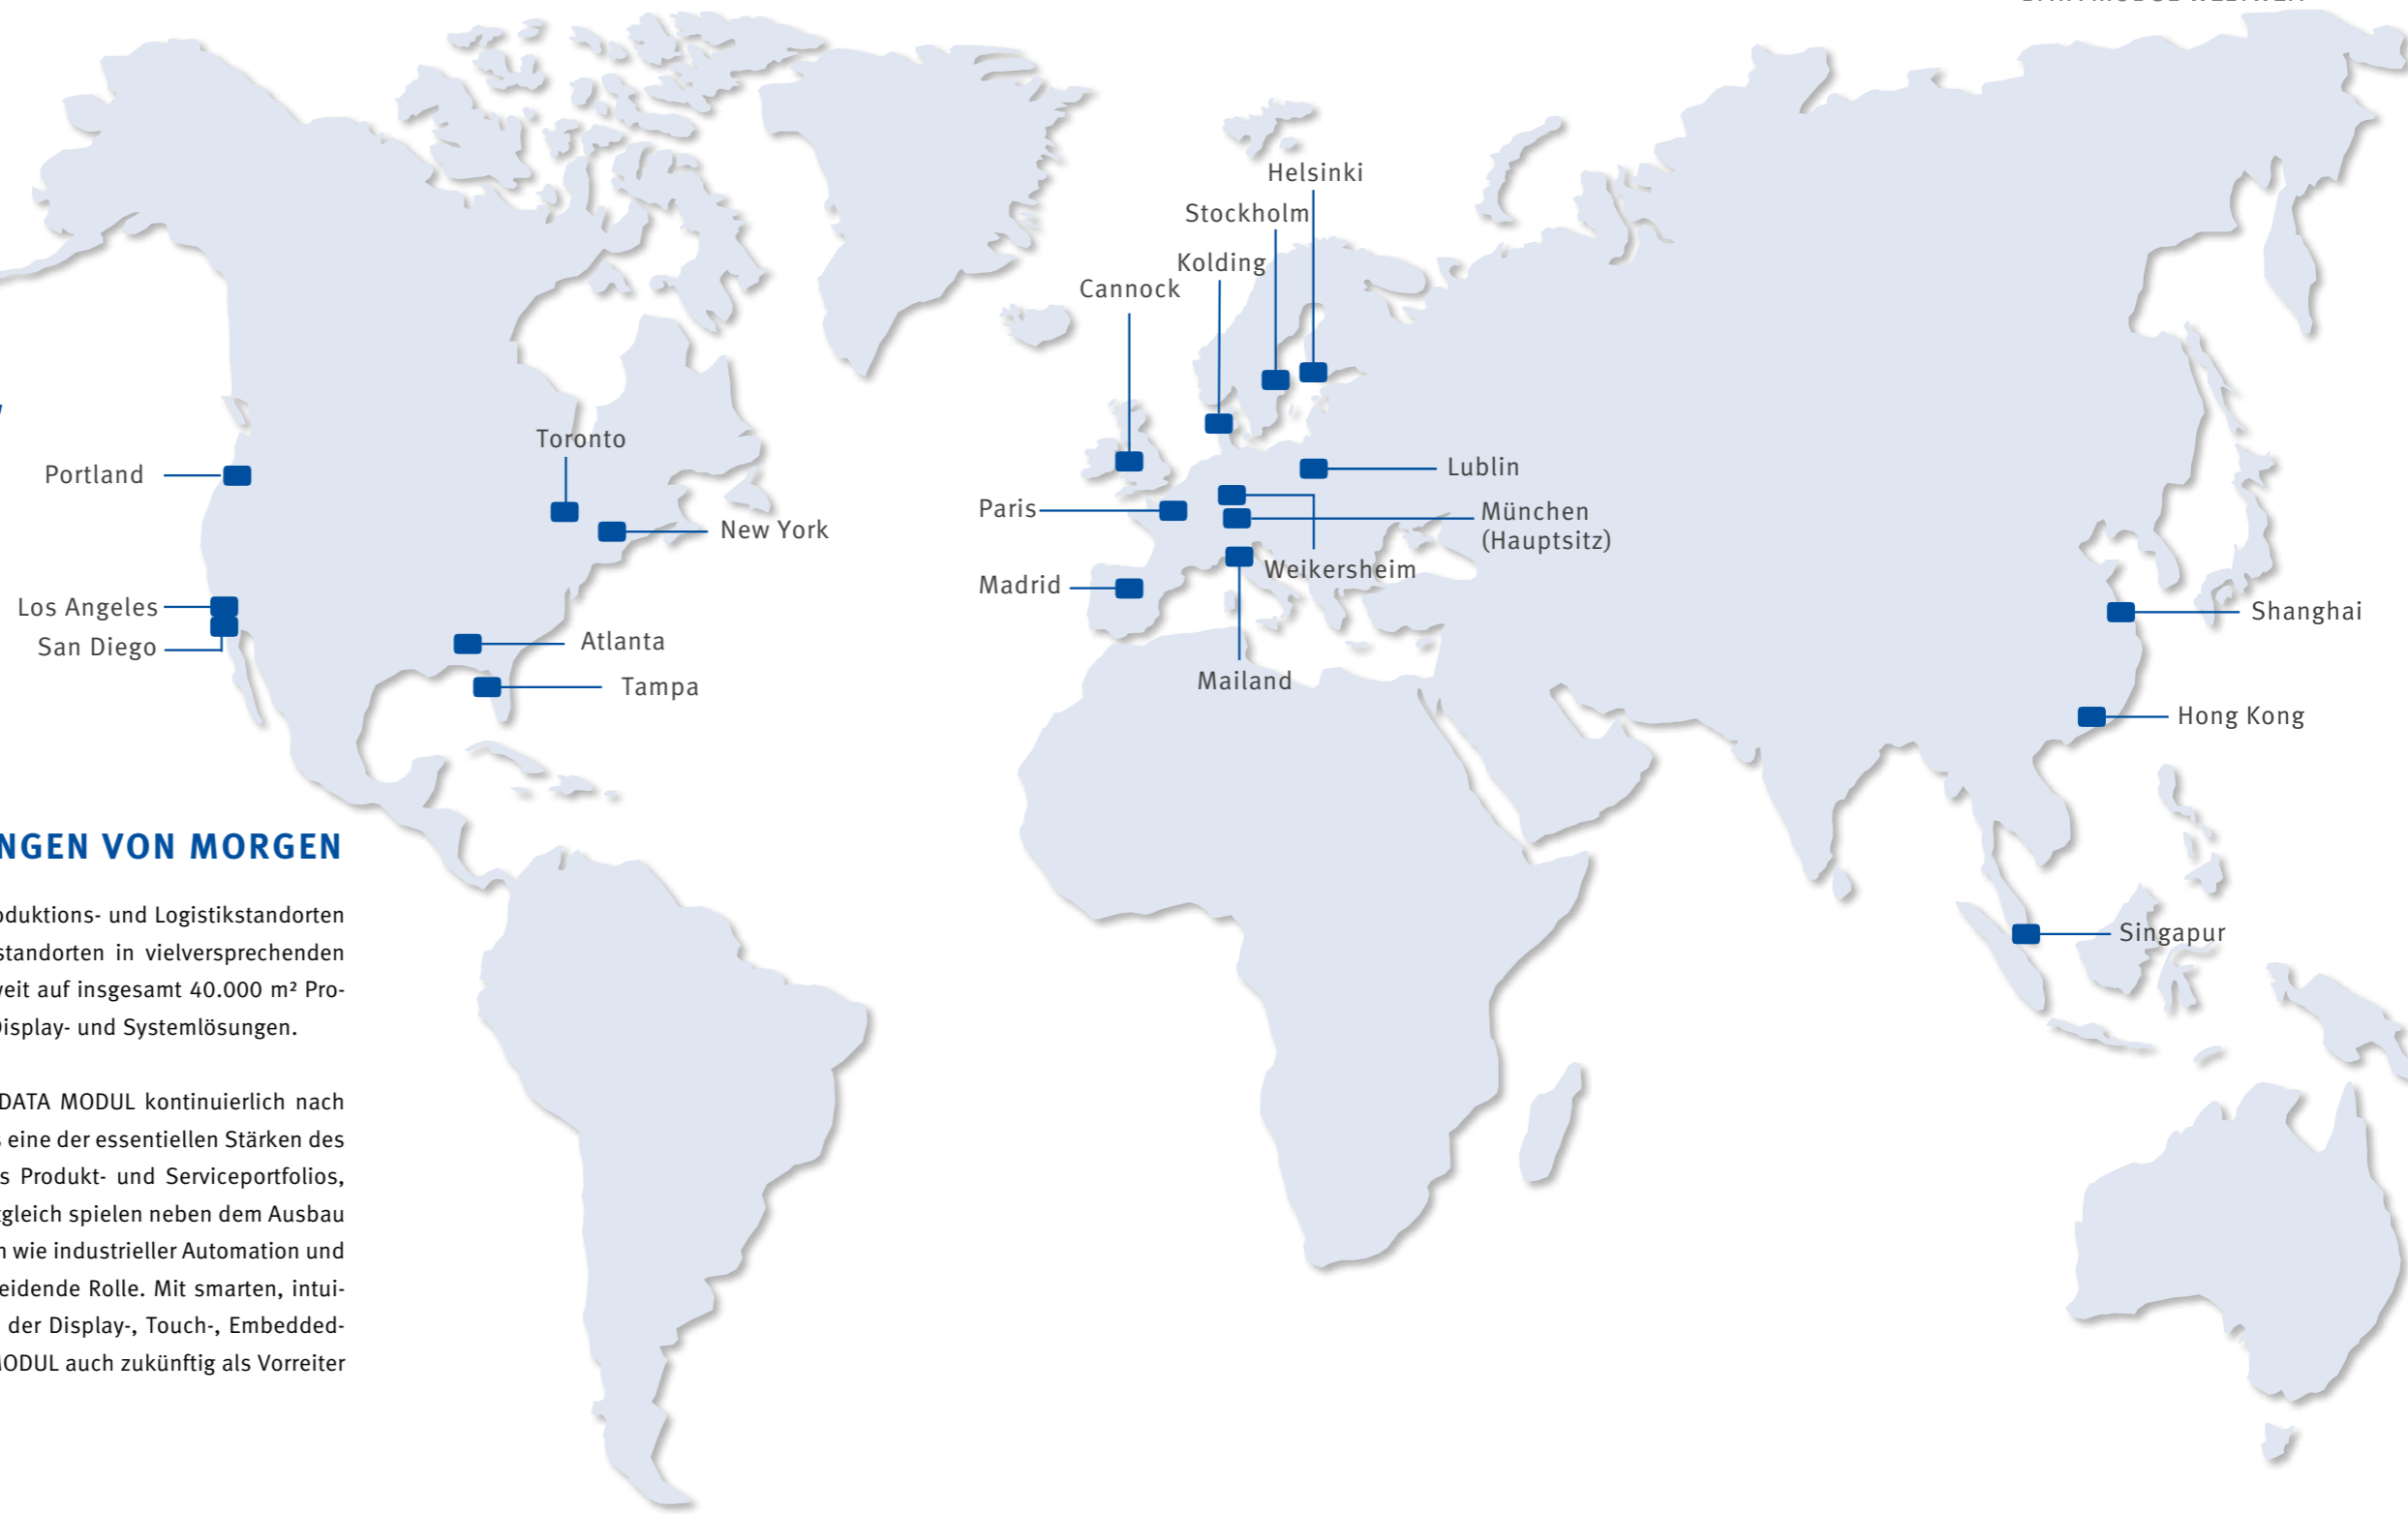 Helsinki
Stockholm
Kolding
Cannock
Toronto
Portland
New York
Los Angeles
San Diego
Atlanta
Tampa
Paris
Madrid
Lublin
München
(Hauptsitz)
Weikersheim
Mailand
Shanghai
Hong Kong
Singapur
NGEN VON MORGEN
oduktions- und Logistikstandorten
standorten in vielversprechenden
weit auf insgesamt 40.000 m² Pro-
Display- und Systemlösungen.
DATA MODUL kontinuierlich nach
s eine der essentiellen Stärken des
s Produkt- und Serviceportfolios,
tgleich spielen neben dem Ausbau
n wie industrieller Automation und
eidende Rolle. Mit smarten, intui-
der Display-, Touch-, Embedded-
MODUL auch zukünftig als Vorreiter